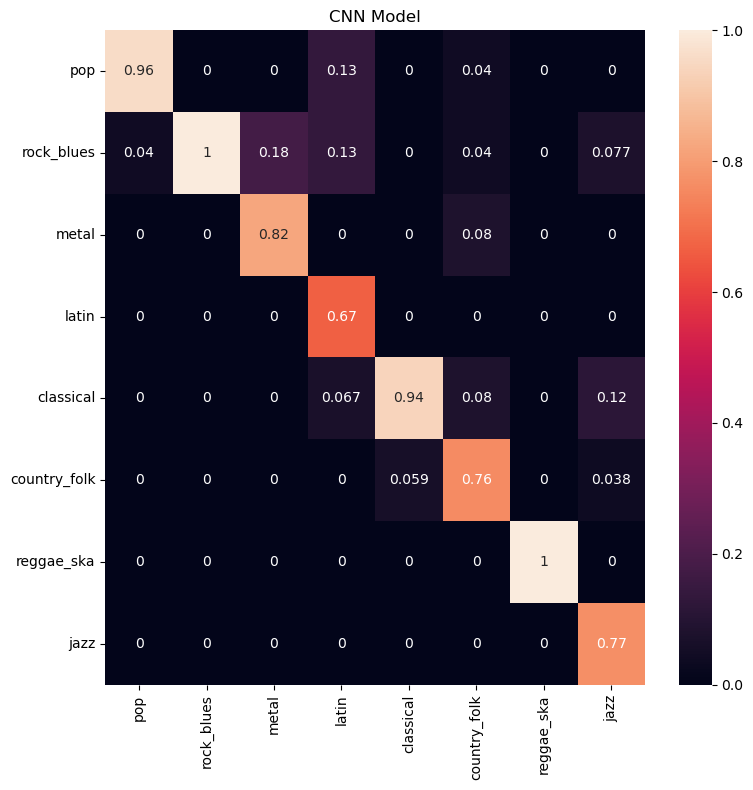 CNN Model
pop 0.96 0 0 0.13 0 0.04 0 0
rock_blues 0.04 1 0.18 0.13 0 0.04 0 0.077
metal 0 0 0.82 0 0 0.08 0 0
latin 0 0 0 0.67 0 0 0 0
classical 0 0 0 0.067 0.94 0.08 0 0.12
country_folk 0 0 0 0 0.059 0.76 0 0.038
reggae_ska 0 0 0 0 0 0 1 0
jazz 0 0 0 0 0 0 0 0.77
pop rock_blues metal latin classical country_folk reggae_ska jazz
1.0
0.8
0.6
0.4
0.2
0.0